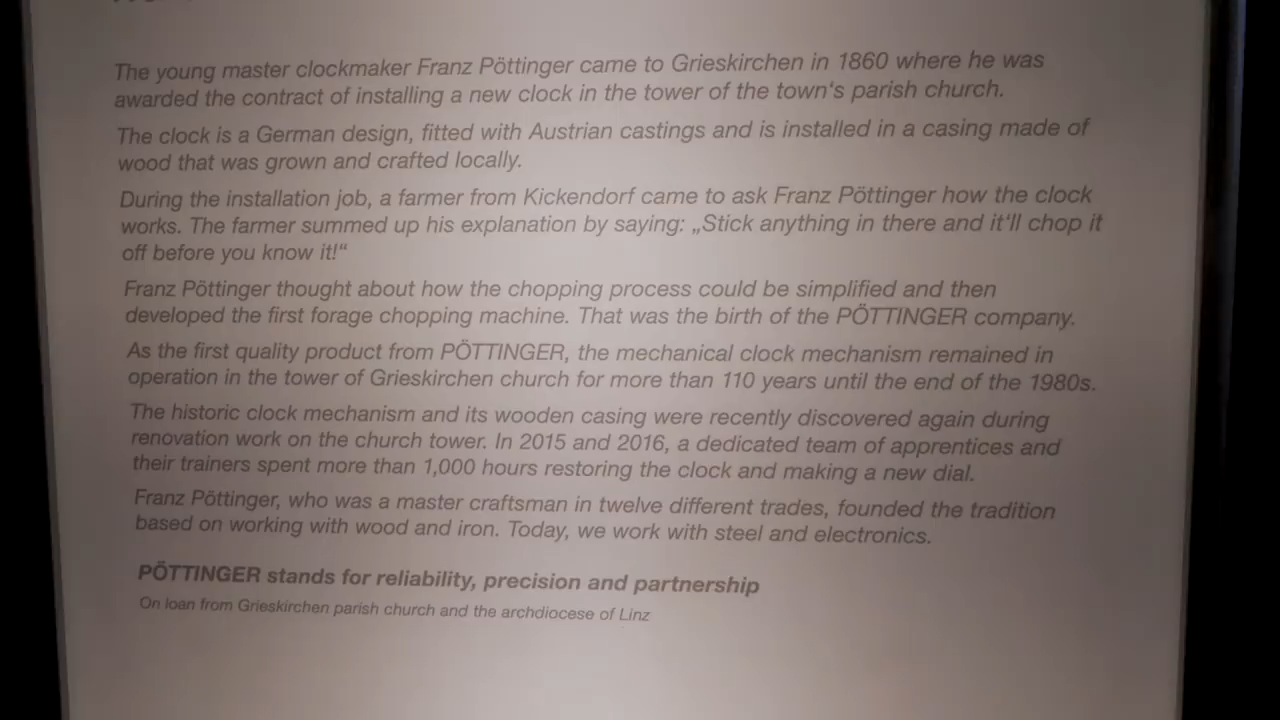 The young master clockmaker Franz Pöttinger came to Grieskirchen in 1860 where he was
awarded the contract of installing a new clock in the tower of the town's parish church.
The clock is a German design, fitted with Austrian castings and is installed in a casing made of
wood that was grown and crafted locally.
During the installation job, a farmer from Kickendorf came to ask Franz Pöttinger how the clock
works. The farmer summed up his explanation by saying: „Stick anything in there and it'll chop it
off before you know it!“
Franz Pöttinger thought about how the chopping process could be simplified and then
developed the first forage chopping machine. That was the birth of the PÖTTINGER company.
As the first quality product from PÖTTINGER, the mechanical clock mechanism remained in
operation in the tower of Grieskirchen church for more than 110 years until the end of the 1980s.
The historic clock mechanism and its wooden casing were recently discovered again during
renovation work on the church tower. In 2015 and 2016, a dedicated team of apprentices and
their trainers spent more than 1,000 hours restoring the clock and making a new dial.
Franz Pöttinger, who was a master craftsman in twelve different trades, founded the tradition
based on working with wood and iron. Today, we work with steel and electronics.
PÖTTINGER stands for reliability, precision and partnership
On loan from Grieskirchen parish church and the archdiocese of Linz